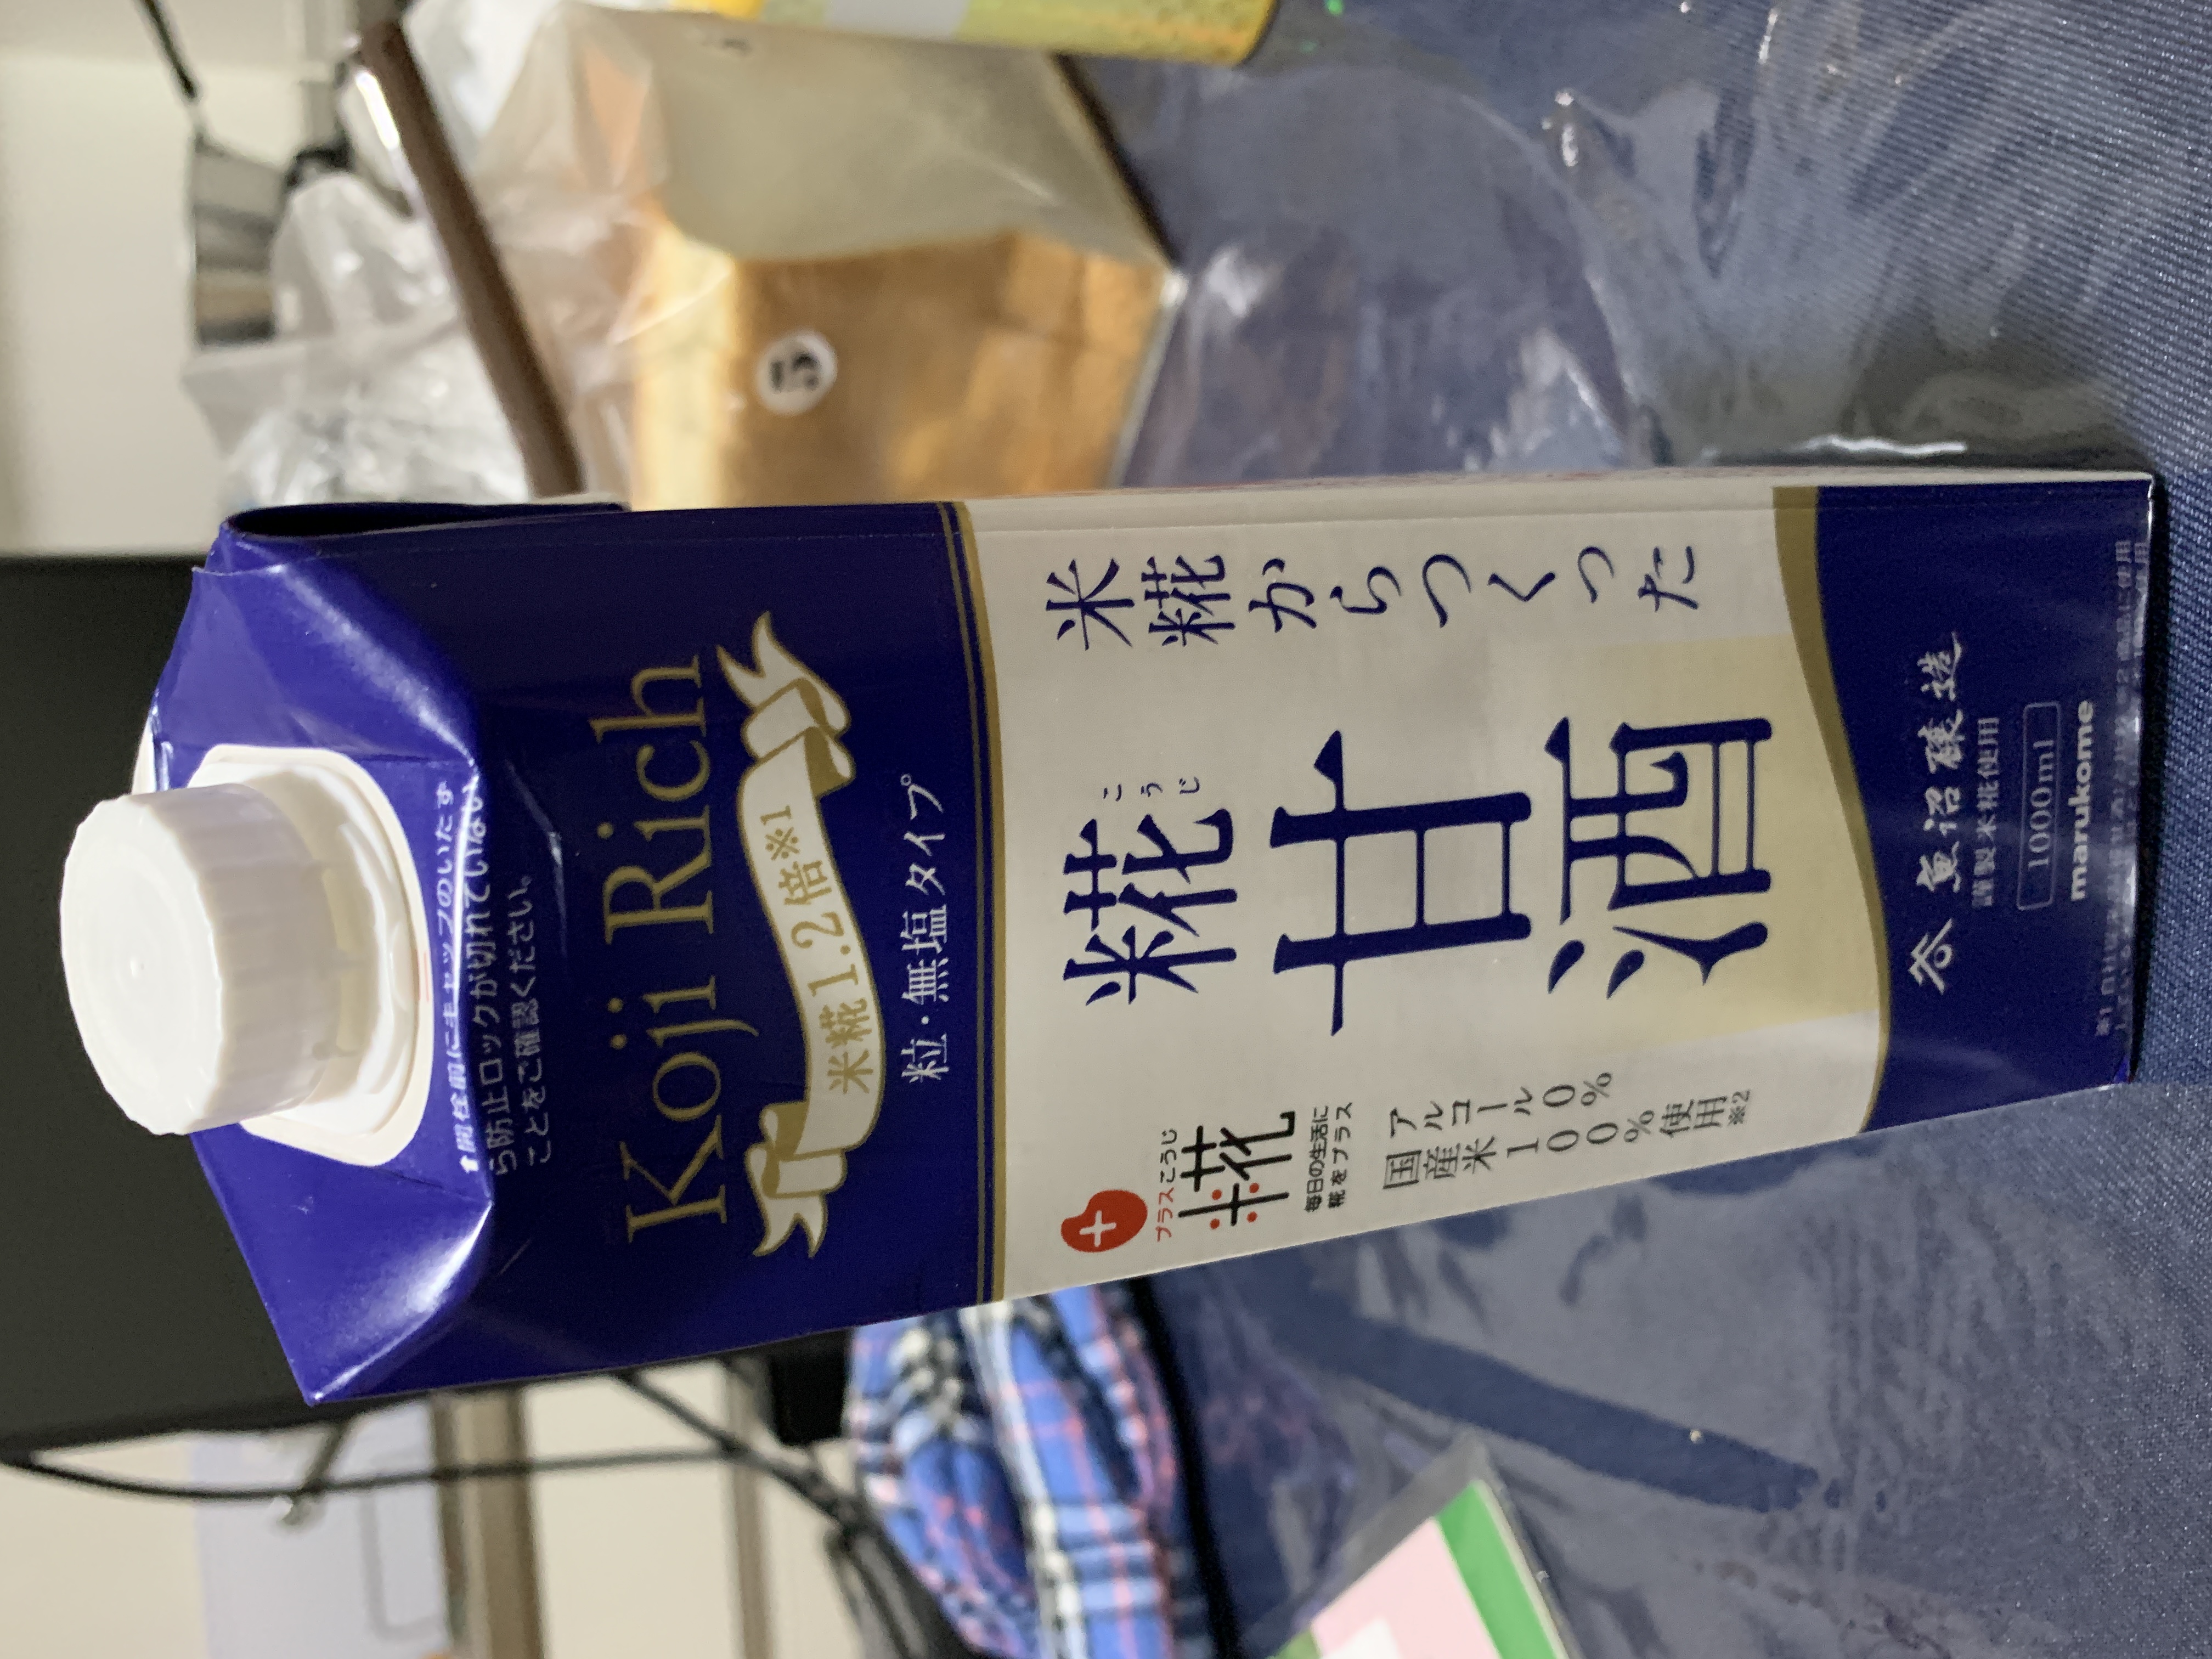 ⬆開栓前にキャップのいたず
ら防止ロックが切れていない
ことをご確認ください。
Koji Rich
米糀1.2倍※1
粒・無塩タイプ
米糀からつくった
糀甘酒
こうじ
プラスこうじ
糀
毎日の生活に
糀をプラス
アルコール0%
国産米100%使用※2
魚沼醸造
謹製米糀使用
1000ml
marukome
5